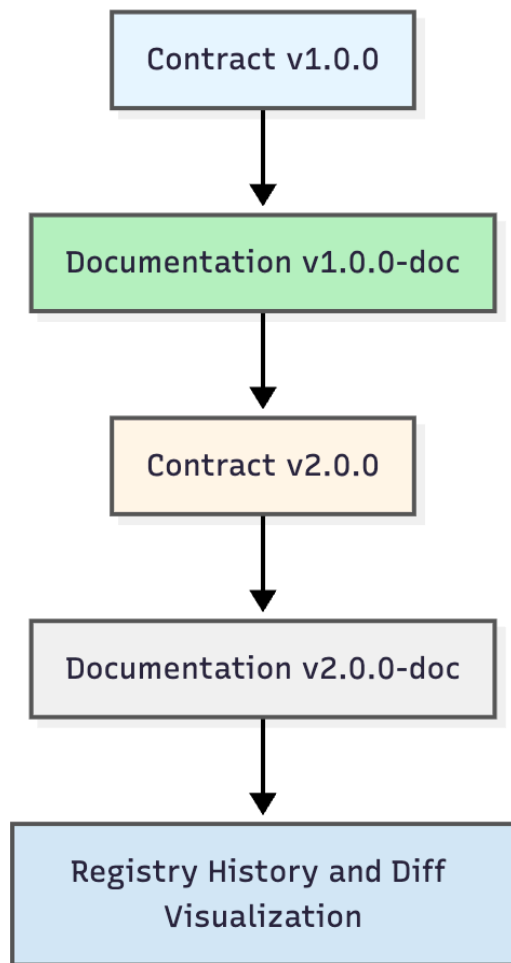 Contract v1.0.0
Documentation v1.0.0-doc
Contract v2.0.0
Documentation v2.0.0-doc
Registry History and Diff
Visualization